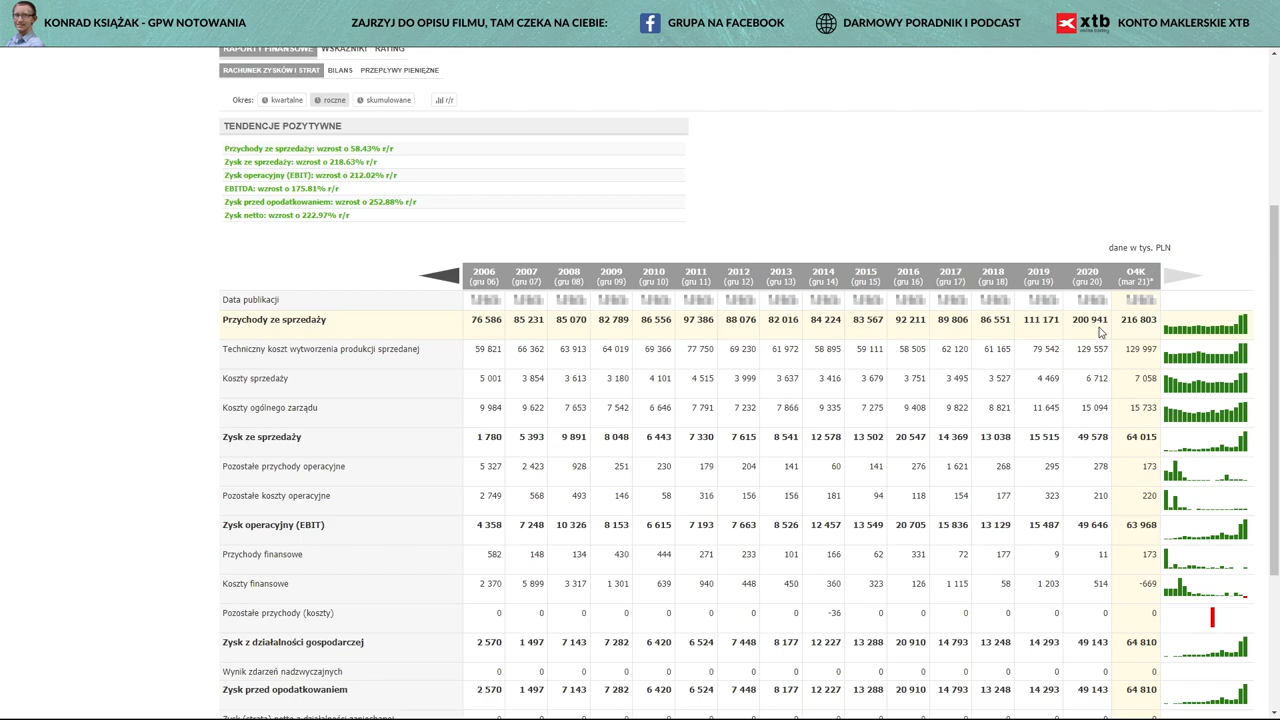 KONRAD KSIĄŻAK - GPW NOTOWANIA ZAJRZYJ DO OPISU FILMU, TAM CZEKA NA CIEBIE: GRUPA NA FACEBOOK DARMOWY PORADNIK I PODCAST xtb online trading KONTO MAKLERSKIE XTB
RAPORTY FINANSOWE WSKAŹNIKI RATING
RACHUNEK ZYSKÓW I STRAT BILANS PRZEPŁYWY PIENIĘŻNE
Okres: kwartalne roczne skumulowane r/r
TENDENCJE POZYTYWNE
Przychody ze sprzedaży: wzrost o 58.43% r/r
Zysk ze sprzedaży: wzrost o 218.63% r/r
Zysk operacyjny (EBIT): wzrost o 212.02% r/r
EBITDA: wzrost o 175.81% r/r
Zysk przed opodatkowaniem: wzrost o 252.88% r/r
Zysk netto: wzrost o 222.97% r/r
dane w tys. PLN
2006 2007 2008 2009 2010 2011 2012 2013 2014 2015 2016 2017 2018 2019 2020 O4K
(gru 06) (gru 07) (gru 08) (gru 09) (gru 10) (gru 11) (gru 12) (gru 13) (gru 14) (gru 15) (gru 16) (gru 17) (gru 18) (gru 19) (gru 20) (mar 21)*
Data publikacji
Przychody ze sprzedaży 76 586 85 231 85 070 82 789 86 556 97 386 88 076 82 016 84 224 83 567 92 211 89 806 86 551 111 171 200 941 216 803
Techniczny koszt wytworzenia produkcji sprzedanej 59 821 66 362 63 913 64 019 69 366 77 750 69 230 61 972 58 895 59 111 58 505 62 120 61 165 79 542 129 557 129 997
Koszty sprzedaży 5 001 3 854 3 613 3 180 4 101 4 515 3 999 3 637 3 416 3 679 3 751 3 495 3 527 4 469 6 712 7 058
Koszty ogólnego zarządu 9 984 9 622 7 653 7 542 6 646 7 791 7 232 7 866 9 335 7 275 9 408 9 822 8 821 11 645 15 094 15 733
Zysk ze sprzedaży 1 780 5 393 9 891 8 048 6 443 7 330 7 615 8 541 12 578 13 502 20 547 14 369 13 038 15 515 49 578 64 015
Pozostałe przychody operacyjne 5 327 2 423 928 251 230 179 204 141 60 141 276 1 621 268 295 278 173
Pozostałe koszty operacyjne 2 749 568 493 146 58 316 156 156 181 94 118 154 177 323 210 220
Zysk operacyjny (EBIT) 4 358 7 248 10 326 8 153 6 615 7 193 7 663 8 526 12 457 13 549 20 705 15 836 13 129 15 487 49 646 63 968
Przychody finansowe 582 148 134 430 444 271 233 101 166 62 331 72 177 9 11 173
Koszty finansowe 2 370 5 899 3 317 1 301 639 940 448 450 360 323 126 1 115 58 1 203 514 -669
Pozostałe przychody (koszty) 0 0 0 0 0 0 0 0 -36 0 0 0 0 0 0 0
Zysk z działalności gospodarczej 2 570 1 497 7 143 7 282 6 420 6 524 7 448 8 177 12 227 13 288 20 910 14 793 13 248 14 293 49 143 64 810
Wynik zdarzeń nadzwyczajnych 0 0 0 0 0 0 0 0 0 0 0 0 0 0 0 0
Zysk przed opodatkowaniem 2 570 1 497 7 143 7 282 6 420 6 524 7 448 8 177 12 227 13 288 20 910 14 793 13 248 14 293 49 143 64 810